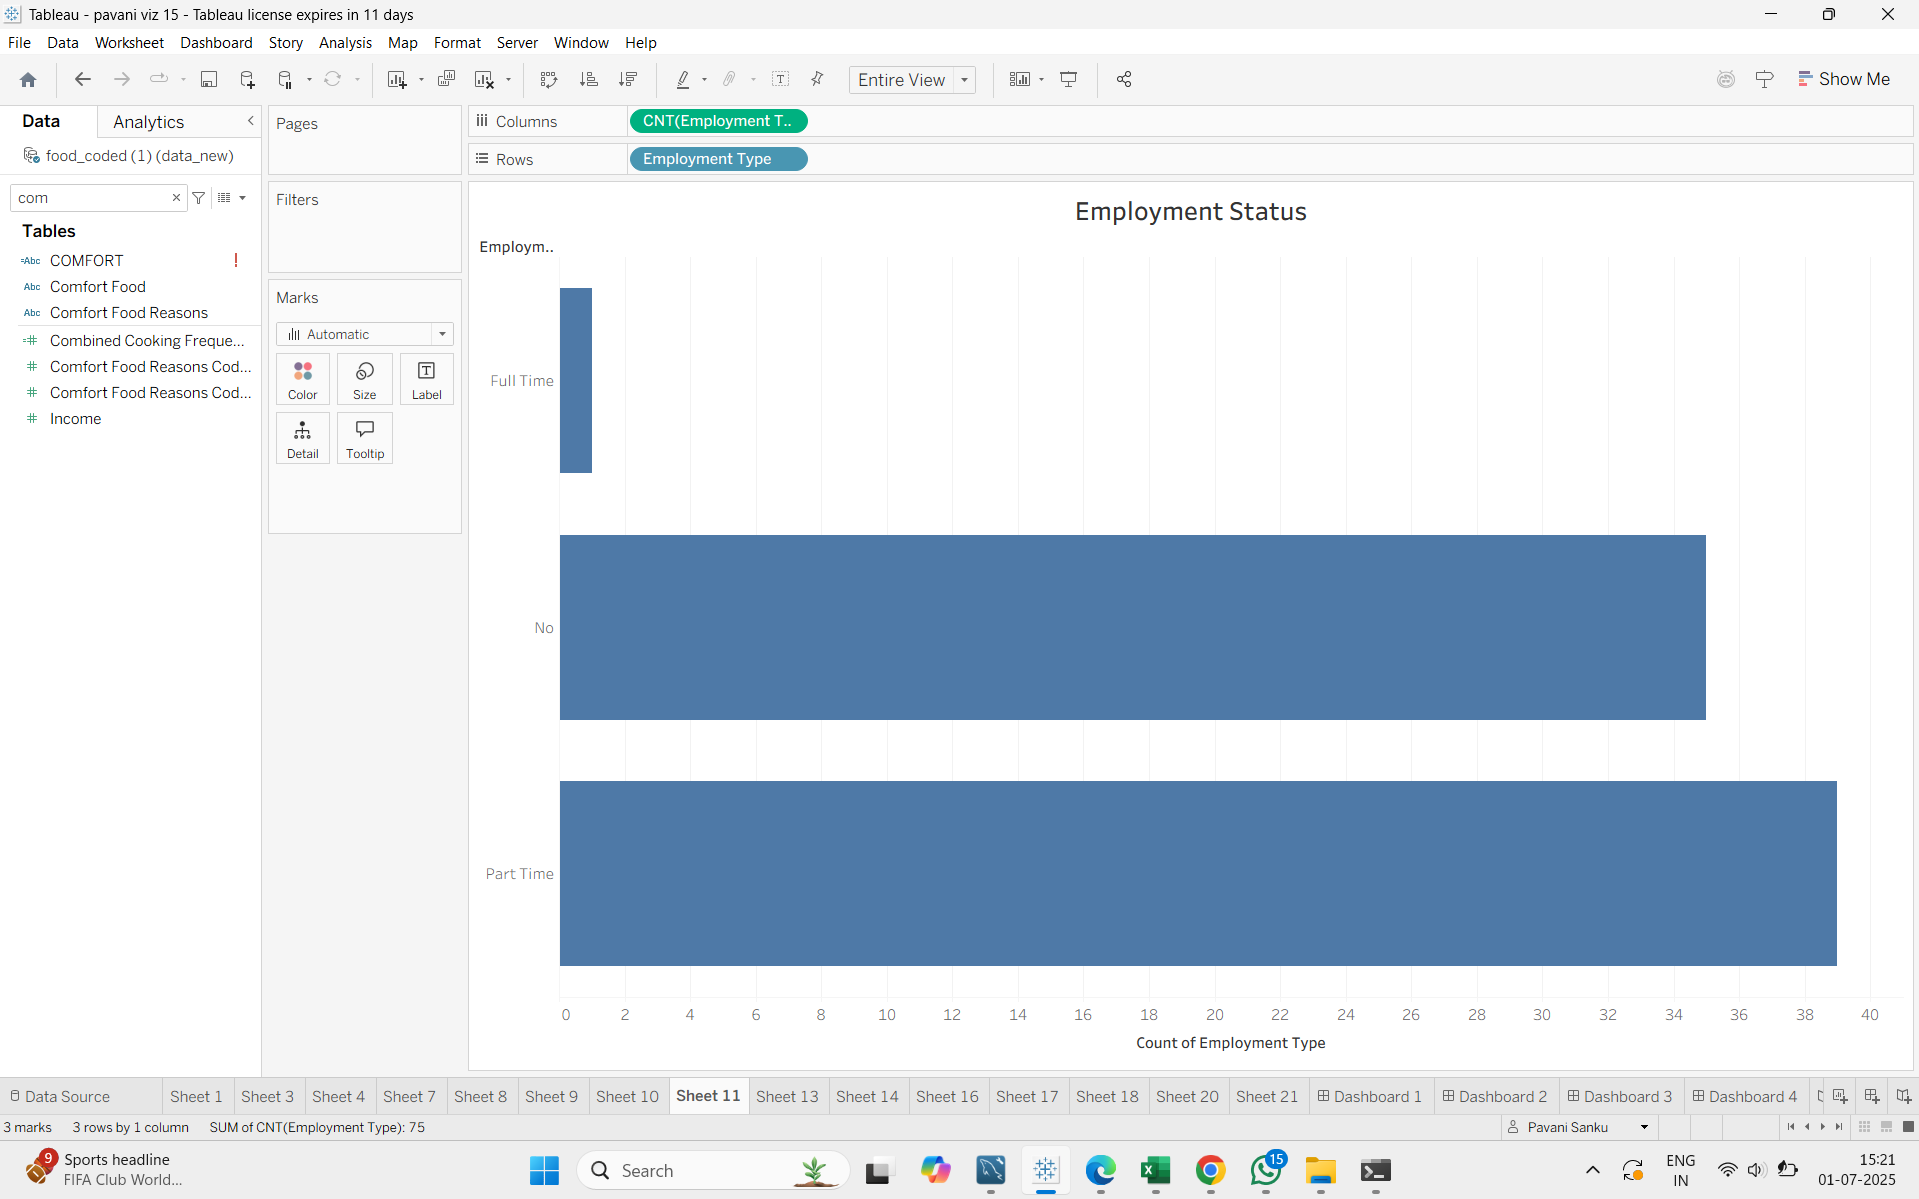 Tableau - pavani viz 15 - Tableau license expires in 11 days
File Data Worksheet Dashboard Story Analysis Map Format Server Window Help
Entire View
Show Me
Data Analytics
food_coded (1) (data_new)
com
Tables
=Abc COMFORT !
Abc Comfort Food
Abc Comfort Food Reasons
=# Combined Cooking Freque...
# Comfort Food Reasons Cod...
# Comfort Food Reasons Cod...
# Income
Pages
Filters
Marks
Automatic
Color Size Label
Detail Tooltip
Columns CNT(Employment T..
Rows Employment Type
Employment Status
Employm..
Full Time
No
Part Time
0 2 4 6 8 10 12 14 16 18 20 22 24 26 28 30 32 34 36 38 40
Count of Employment Type
Data Source Sheet 1 Sheet 3 Sheet 4 Sheet 7 Sheet 8 Sheet 9 Sheet 10 Sheet 11 Sheet 13 Sheet 14 Sheet 16 Sheet 17 Sheet 18 Sheet 20 Sheet 21 Dashboard 1 Dashboard 2 Dashboard 3 Dashboard 4
3 marks 3 rows by 1 column SUM of CNT(Employment Type): 75 Pavani Sanku
9 Sports headline
FIFA Club World...
Search
15
ENG
IN
15:21
01-07-2025